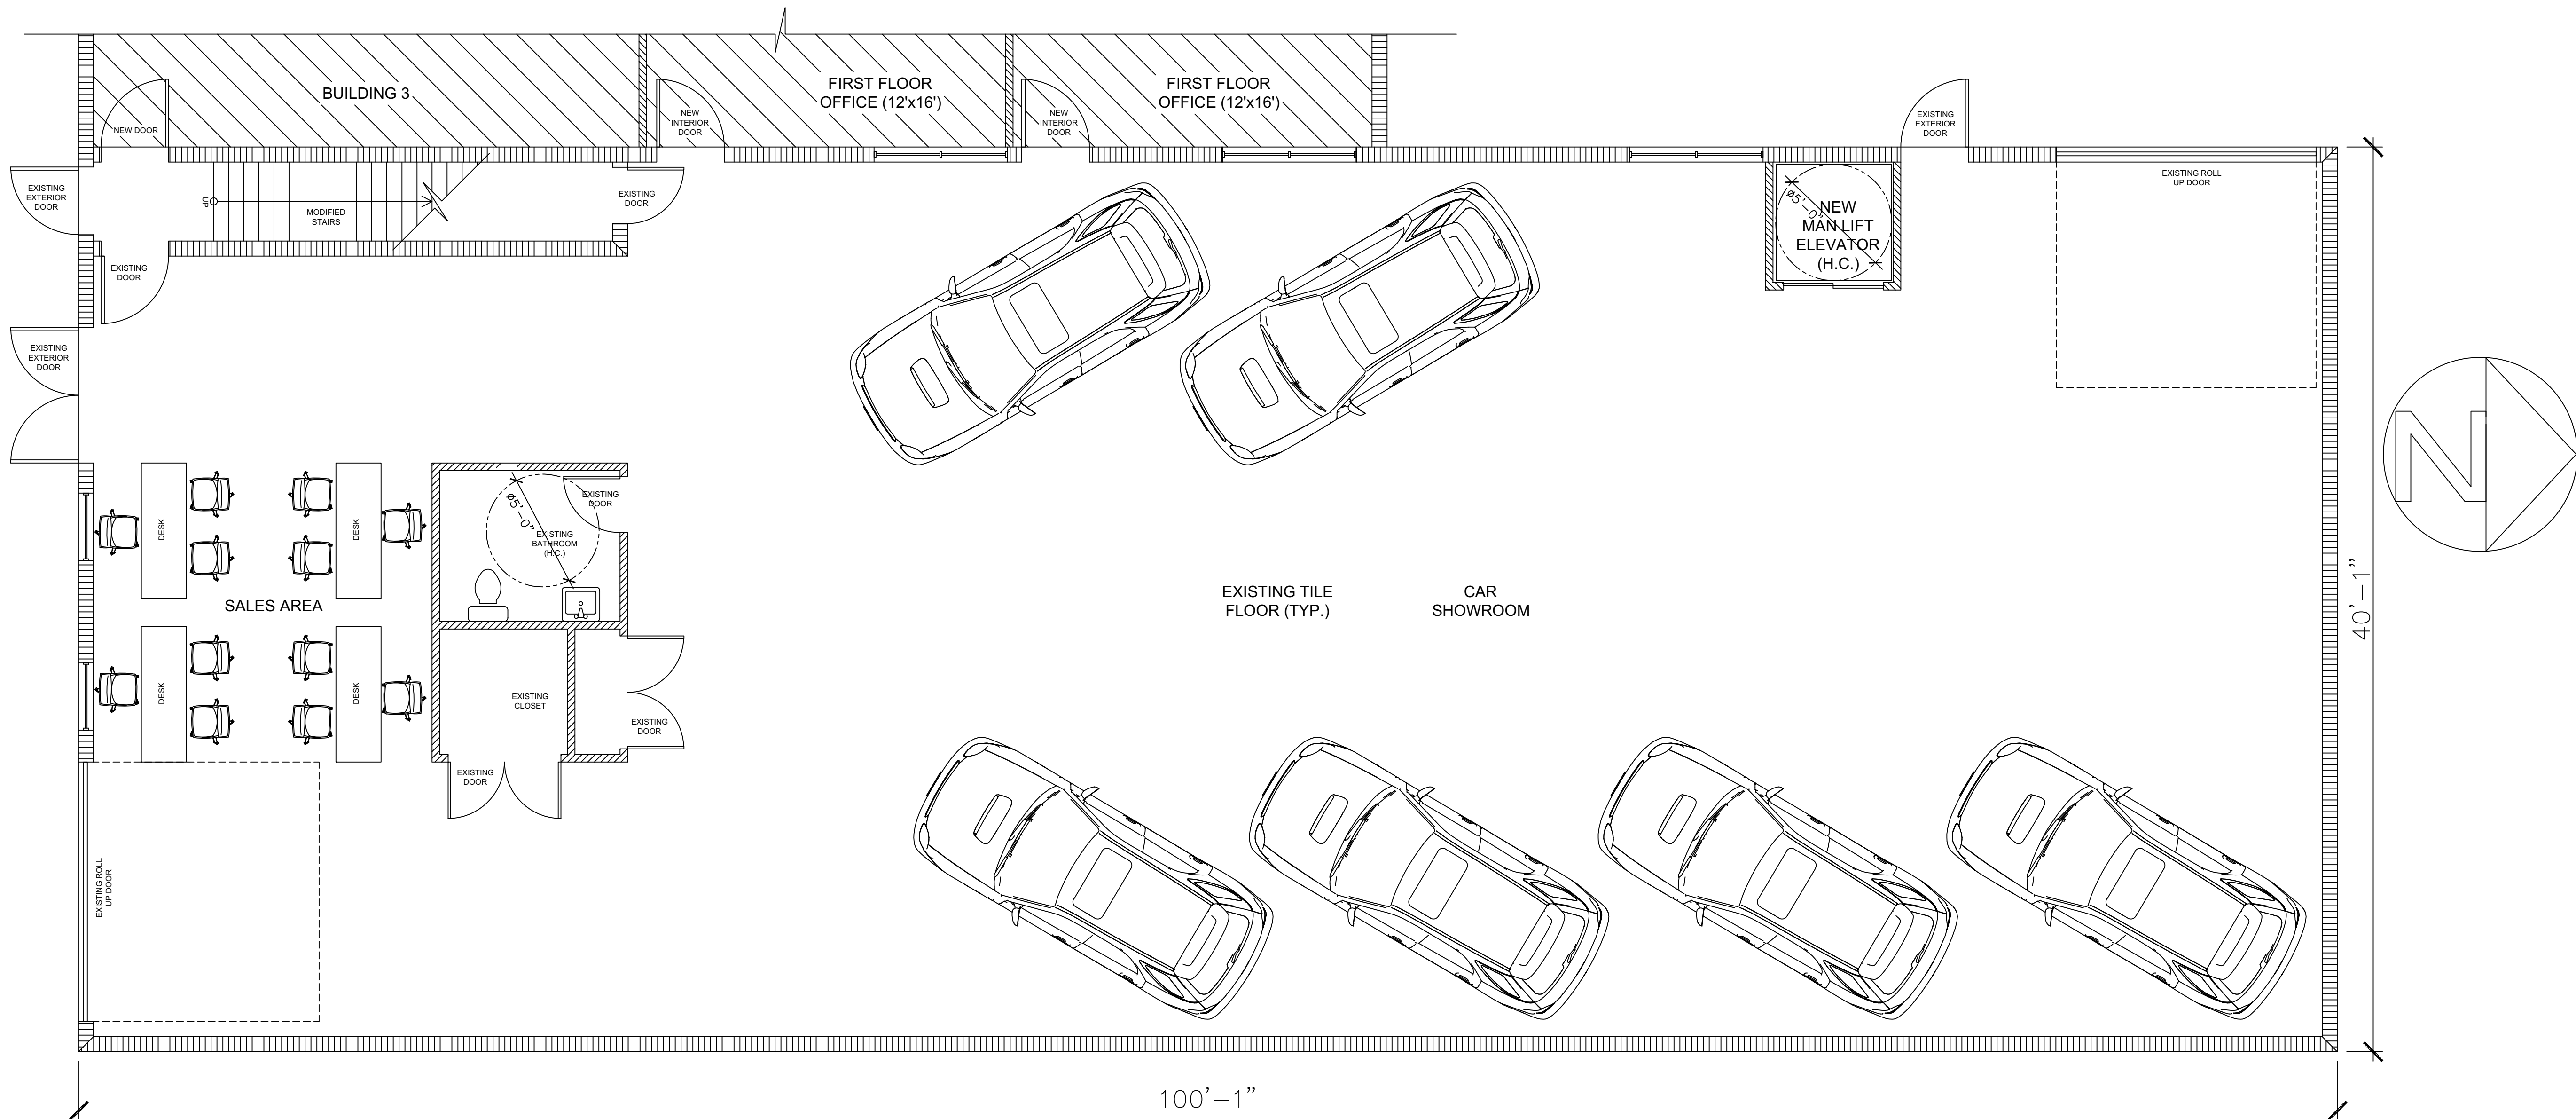 BUILDING 3
FIRST FLOOR
OFFICE (12'x16')
FIRST FLOOR
OFFICE (12'x16')
NEW DOOR
NEW
INTERIOR
DOOR
NEW
INTERIOR
DOOR
EXISTING
EXTERIOR
DOOR
EXISTING
EXTERIOR
DOOR
UP
MODIFIED
STAIRS
EXISTING
DOOR
EXISTING ROLL
UP DOOR
ø5'-0"
NEW
MAN LIFT
ELEVATOR
(H.C.)
EXISTING
DOOR
EXISTING
EXTERIOR
DOOR
N
DESK
DESK
ø5'-0"
EXISTING
DOOR
EXISTING
BATHROOM
(H.C.)
SALES AREA
EXISTING TILE
FLOOR (TYP.)
CAR
SHOWROOM
40'-1"
DESK
DESK
EXISTING
CLOSET
EXISTING
DOOR
EXISTING
DOOR
EXISTING ROLL
UP DOOR
100'-1"